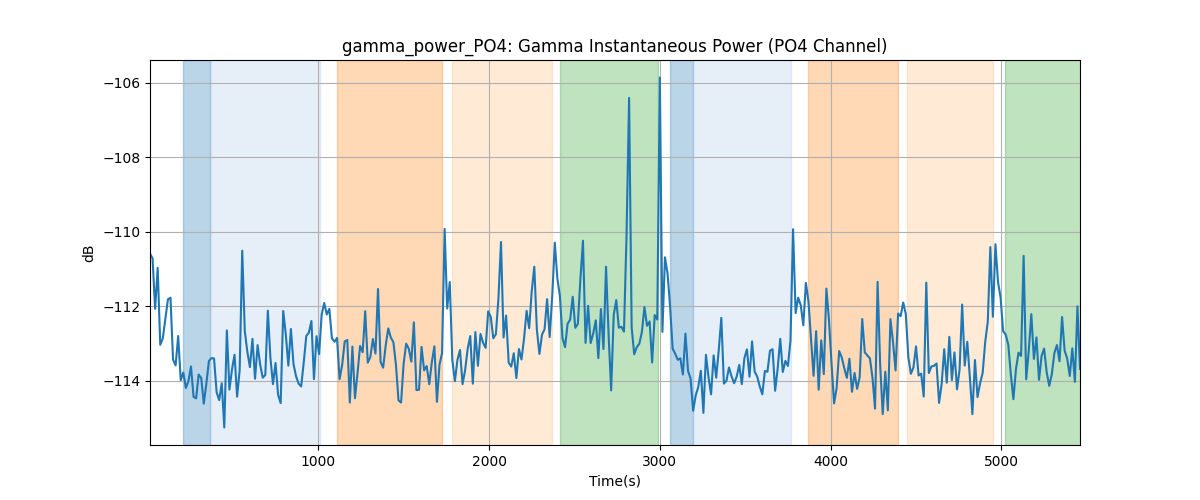 gamma_power_PO4: Gamma Instantaneous Power (PO4 Channel)
dB
−106
−108
−110
−112
−114
1000 2000 3000 4000 5000
Time(s)